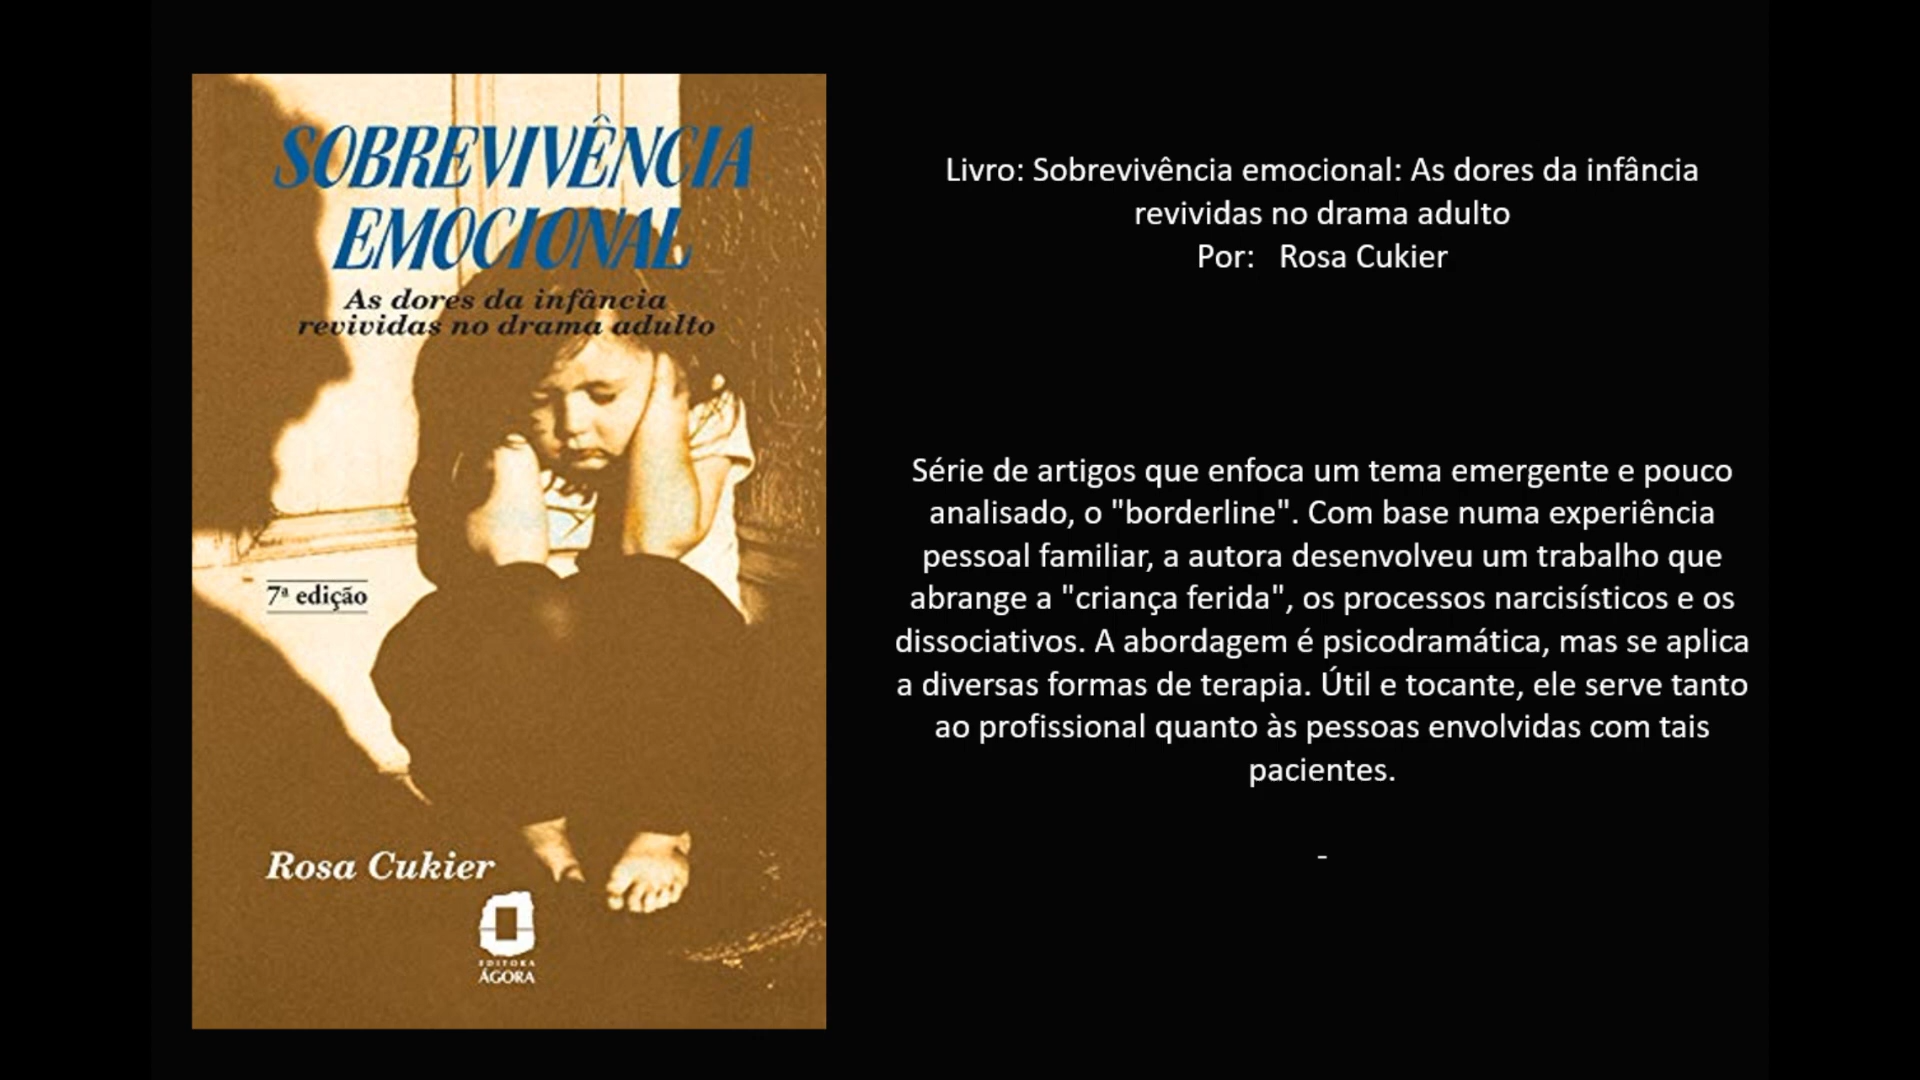 SOBREVIVÊNCIA
EMOCIONAL
As dores da infância
revividas no drama adulto
7ª edição
Rosa Cukier
EDITORA
ÁGORA
Livro: Sobrevivência emocional: As dores da infância
revividas no drama adulto
Por: Rosa Cukier
Série de artigos que enfoca um tema emergente e pouco
analisado, o "borderline". Com base numa experiência
pessoal familiar, a autora desenvolveu um trabalho que
abrange a "criança ferida", os processos narcisísticos e os
dissociativos. A abordagem é psicodramática, mas se aplica
a diversas formas de terapia. Útil e tocante, ele serve tanto
ao profissional quanto às pessoas envolvidas com tais
pacientes.
-